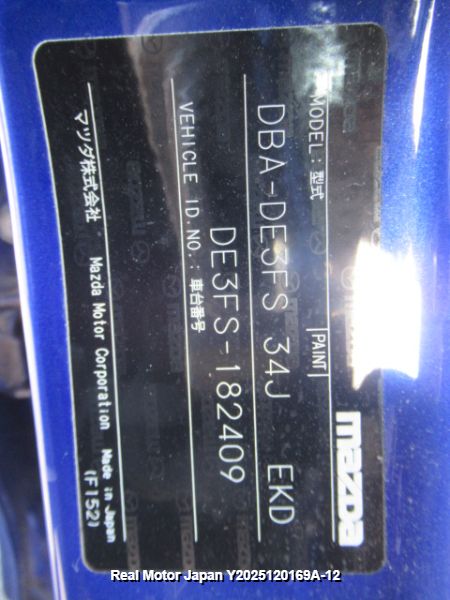 mazda
MODEL: 型式 |PAINT|
DBA-DE3FS 34J EKD
VEHICLE ID.NO.: 車台番号
DE3FS-182409
マツダ株式会社 Mazda Motor Corporation Made in Japan
(F152)
Real Motor Japan Y2025120169A-12